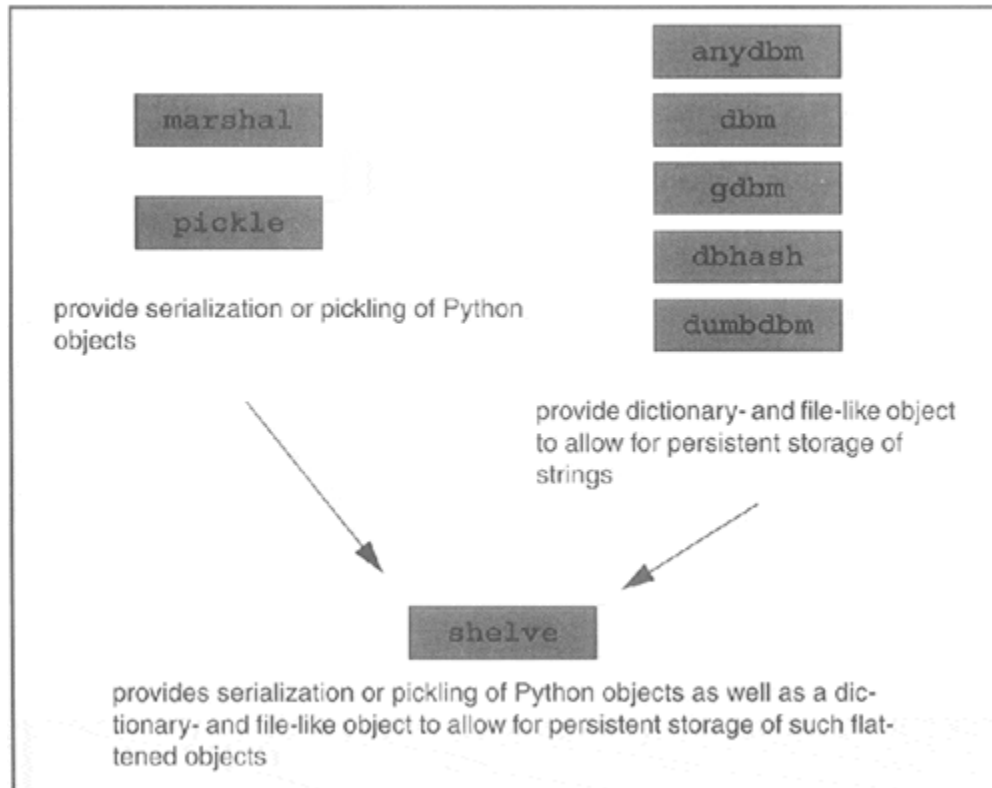 marshal
pickle
provide serialization or pickling of Python
objects
anydbm
dbm
gdbm
dbhash
dumbdbm
provide dictionary- and file-like object
to allow for persistent storage of
strings
shelve
provides serialization or pickling of Python objects as well as a dic-
tionary- and file-like object to allow for persistent storage of such flat-
tened objects